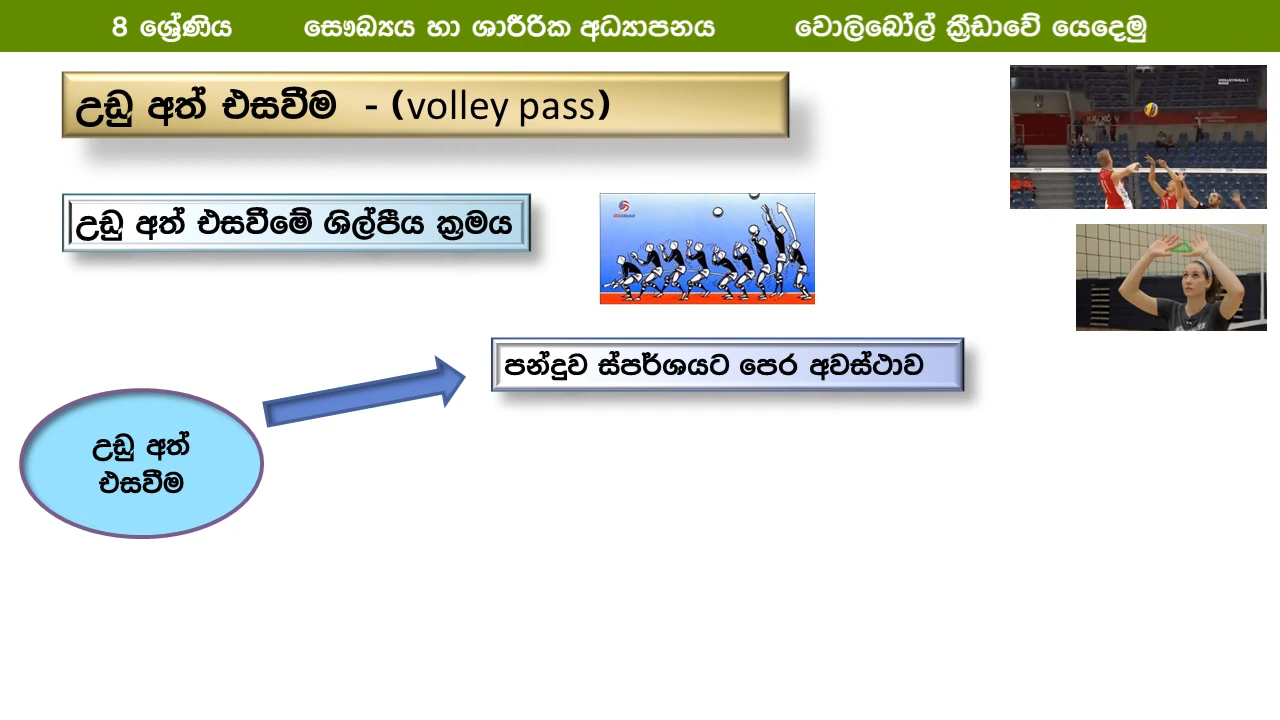 8 ශ්‍රේණිය සෞඛ්‍යය හා ශාරීරික අධ්‍යාපනය වොලිබෝල් ක්‍රීඩාවේ යෙදෙමු
උඩු අත් එසවීම - (volley pass)
උඩු අත් එසවීමේ ශිල්පීය ක්‍රමය
පන්දුව ස්පර්ශයට පෙර අවස්ථාව
උඩු අත්
එසවීම